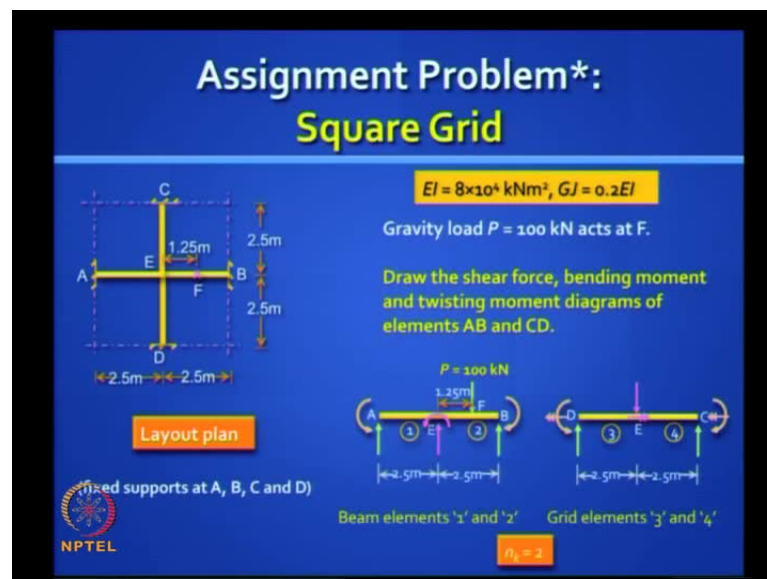 Assignment Problem*:
Square Grid
C
1.25m
E
A
B
F
D
2.5m
2.5m
2.5m
2.5m
Layout plan
(fixed supports at A, B, C and D)
NPTEL
EI = 8×10⁴ kNm², GJ = 0.2EI
Gravity load P = 100 kN acts at F.
Draw the shear force, bending moment
and twisting moment diagrams of
elements AB and CD.
P = 100 kN
1.25m
A
F
B
1
E
2
2.5m
2.5m
Beam elements '1' and '2'
D
C
3
E
4
2.5m
2.5m
Grid elements '3' and '4'
nₖ = 2